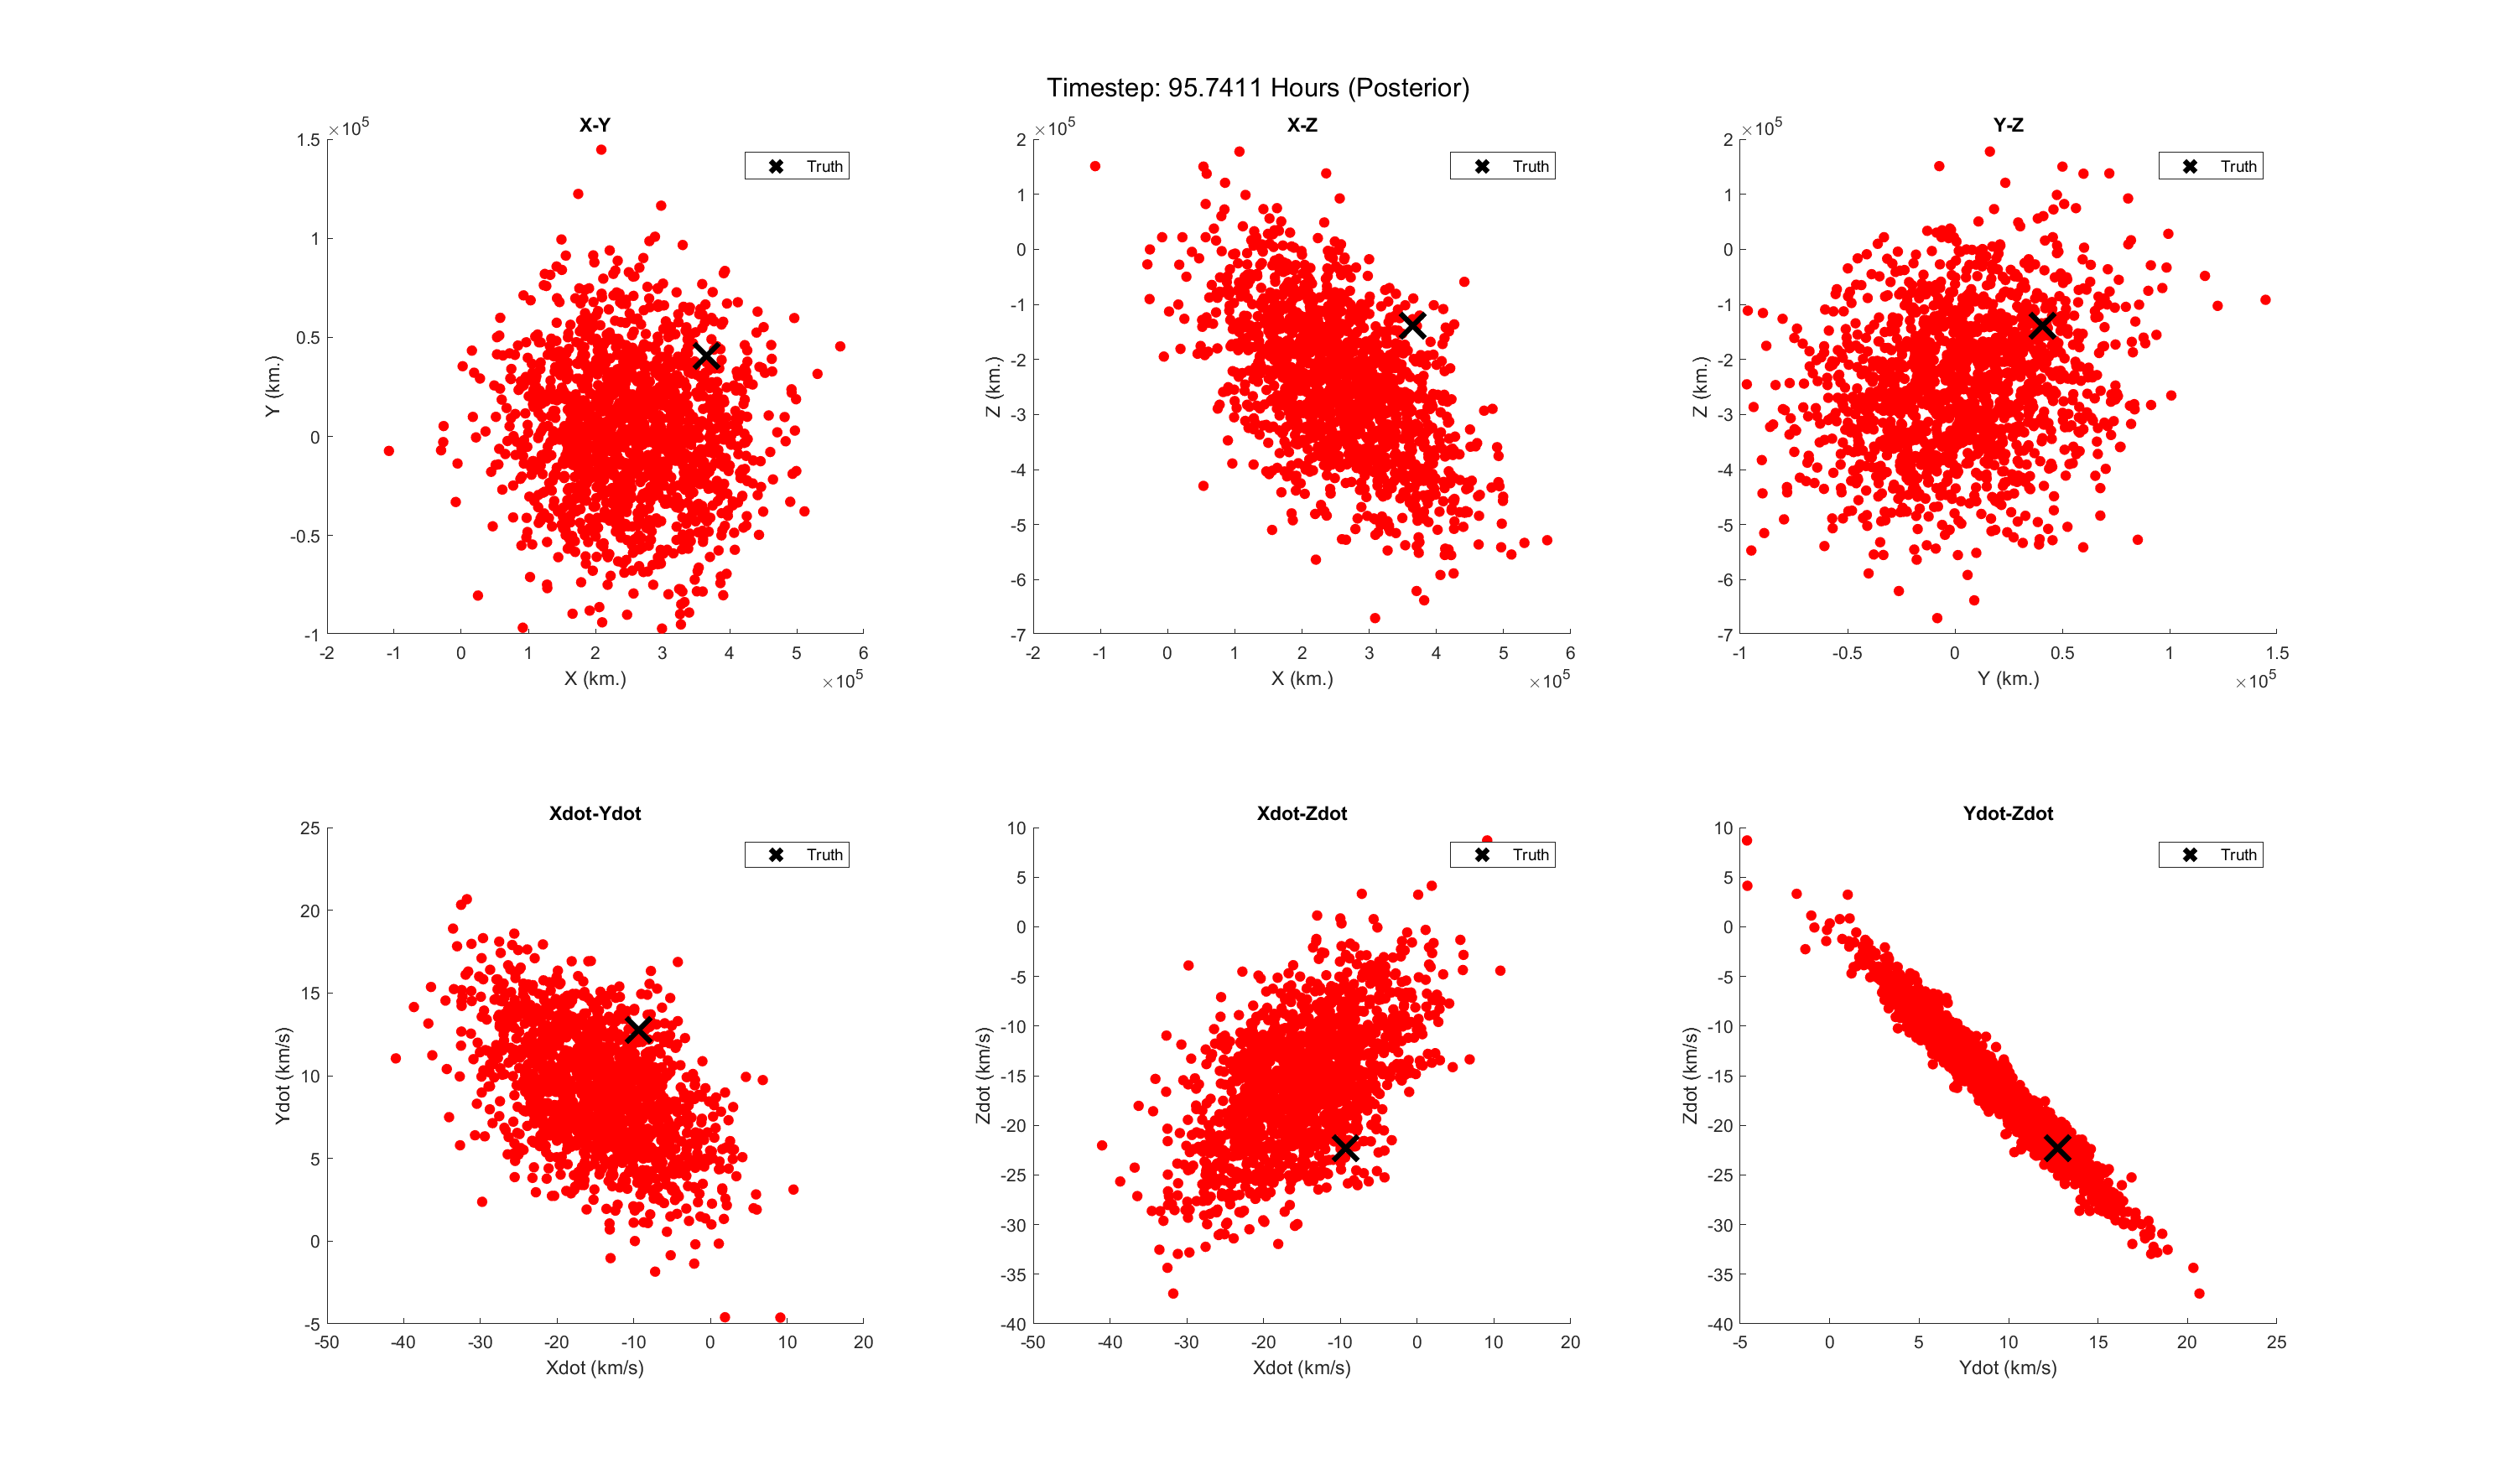 Timestep: 95.7411 Hours (Posterior)
X-Y
×10^5
1.5
1
0.5
0
-0.5
-1
Y (km.)
Truth
-2 -1 0 1 2 3 4 5 6
X (km.)
×10^5
X-Z
×10^5
2
1
0
-1
-2
-3
-4
-5
-6
-7
Z (km.)
Truth
-2 -1 0 1 2 3 4 5 6
X (km.)
×10^5
Y-Z
×10^5
2
1
0
-1
-2
-3
-4
-5
-6
-7
Z (km.)
Truth
-1 -0.5 0 0.5 1 1.5
Y (km.)
×10^5
Xdot-Ydot
25
20
15
10
5
0
-5
Ydot (km/s)
Truth
-50 -40 -30 -20 -10 0 10 20
Xdot (km/s)
Xdot-Zdot
10
5
0
-5
-10
-15
-20
-25
-30
-35
-40
Zdot (km/s)
Truth
-50 -40 -30 -20 -10 0 10 20
Xdot (km/s)
Ydot-Zdot
10
5
0
-5
-10
-15
-20
-25
-30
-35
-40
Zdot (km/s)
Truth
-5 0 5 10 15 20 25
Ydot (km/s)